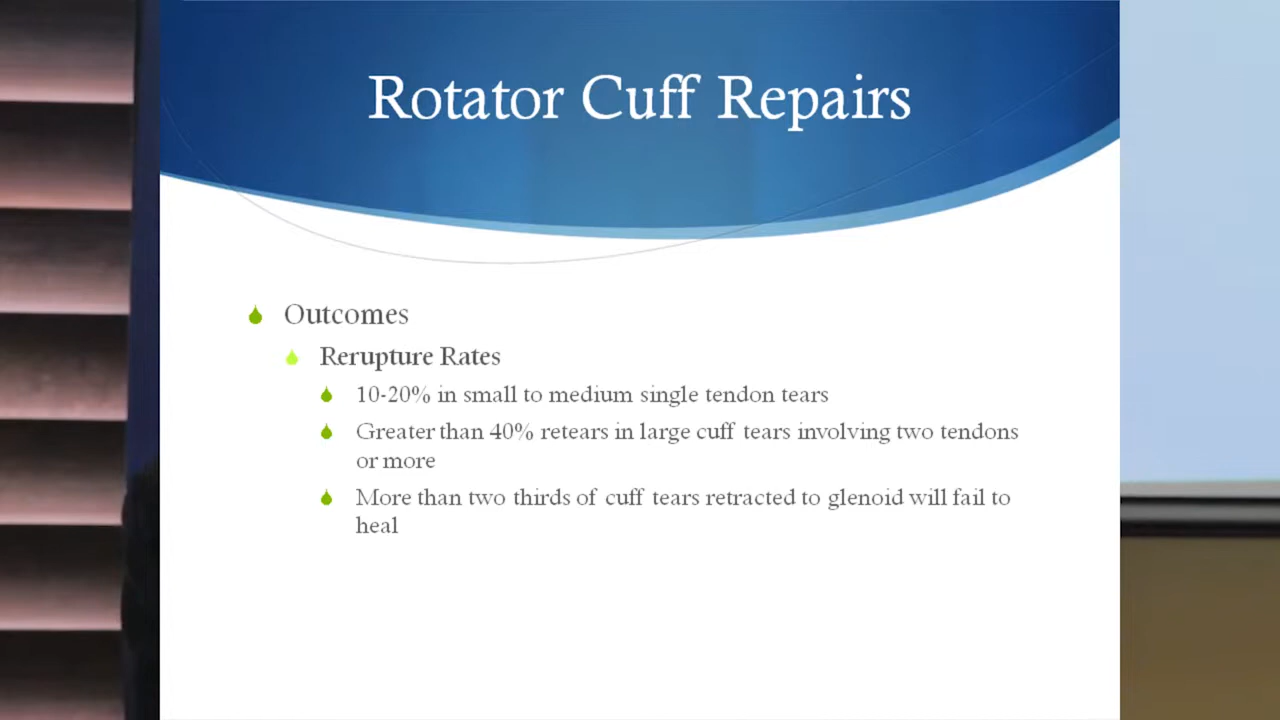 Rotator Cuff Repairs
Outcomes
Rerupture Rates
10-20% in small to medium single tendon tears
Greater than 40% retears in large cuff tears involving two tendons
or more
More than two thirds of cuff tears retracted to glenoid will fail to
heal